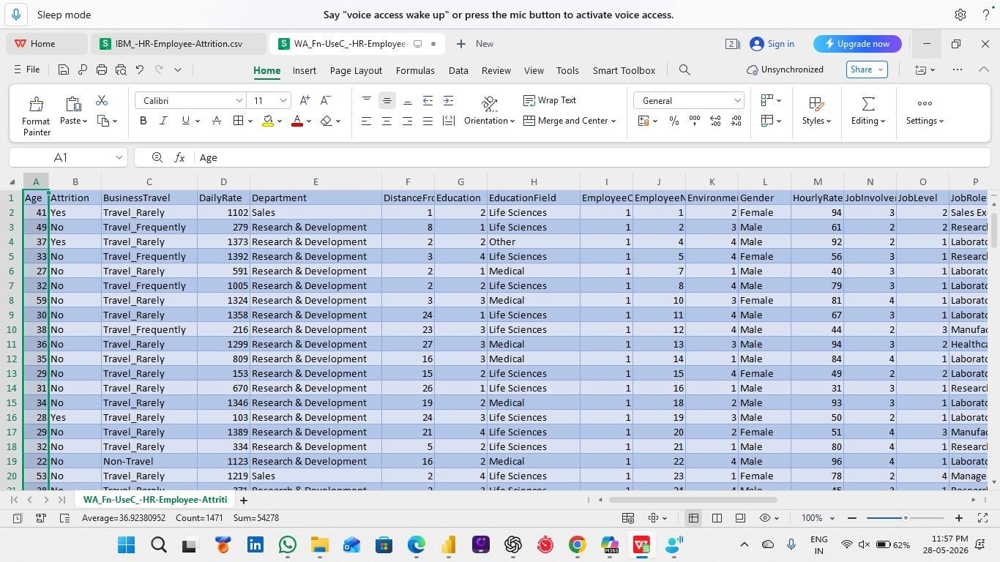 Sleep mode Say "voice access wake up" or press the mic button to activate voice access.
Home IBM_-HR-Employee-Attrition.csv WA_Fn-UseC_-HR-Employee- New 2 Sign in Upgrade now
File Home Insert Page Layout Formulas Data Review View Tools Smart Toolbox Unsynchronized Share
Format Painter Paste Calibri 11 Orientation Wrap Text Merge and Center General Styles Editing Settings
A1 fx Age
A B C D E F G H I J K L M N O P
1 Age Attrition BusinessTravel DailyRate Department DistanceFro Education EducationField EmployeeC EmployeeN Environmen Gender HourlyRate JobInvolve JobLevel JobRole
2 41 Yes Travel_Rarely 1102 Sales 1 2 Life Sciences 1 1 2 Female 94 3 2 Sales Ex
3 49 No Travel_Frequently 279 Research & Development 8 1 Life Sciences 1 2 3 Male 61 2 2 Research
4 37 Yes Travel_Rarely 1373 Research & Development 2 2 Other 1 4 4 Male 92 2 1 Laborato
5 33 No Travel_Frequently 1392 Research & Development 3 4 Life Sciences 1 5 4 Female 56 3 1 Research
6 27 No Travel_Rarely 591 Research & Development 2 1 Medical 1 7 1 Male 40 3 1 Laborato
7 32 No Travel_Frequently 1005 Research & Development 2 2 Life Sciences 1 8 4 Male 79 3 1 Laborato
8 59 No Travel_Rarely 1324 Research & Development 3 3 Medical 1 10 3 Female 81 4 1 Laborato
9 30 No Travel_Rarely 1358 Research & Development 24 1 Life Sciences 1 11 4 Male 67 3 1 Laborato
10 38 No Travel_Frequently 216 Research & Development 23 3 Life Sciences 1 12 4 Male 44 2 3 Manufac
11 36 No Travel_Rarely 1299 Research & Development 27 3 Medical 1 13 3 Male 94 3 2 Healthca
12 35 No Travel_Rarely 809 Research & Development 16 3 Medical 1 14 1 Male 84 4 1 Laborato
13 29 No Travel_Rarely 153 Research & Development 15 2 Life Sciences 1 15 4 Female 49 2 2 Laborato
14 31 No Travel_Rarely 670 Research & Development 26 1 Life Sciences 1 16 1 Male 31 3 1 Research
15 34 No Travel_Rarely 1346 Research & Development 19 2 Medical 1 18 2 Male 93 3 1 Laborato
16 28 Yes Travel_Rarely 103 Research & Development 24 3 Life Sciences 1 19 3 Male 50 2 1 Laborato
17 29 No Travel_Rarely 1389 Research & Development 21 4 Life Sciences 1 20 2 Female 51 4 3 Manufac
18 32 No Travel_Rarely 334 Research & Development 5 2 Life Sciences 1 21 1 Male 80 4 1 Research
19 22 No Non-Travel 1123 Research & Development 16 2 Medical 1 22 4 Male 96 4 1 Laborato
20 53 No Travel_Rarely 1219 Sales 2 4 Life Sciences 1 23 1 Female 78 2 4 Manage
WA_Fn-UseC_-HR-Employee-Attriti
Average=36.92380952 Count=1471 Sum=54278 100%
ENG IN 62% 11:57 PM 28-05-2026